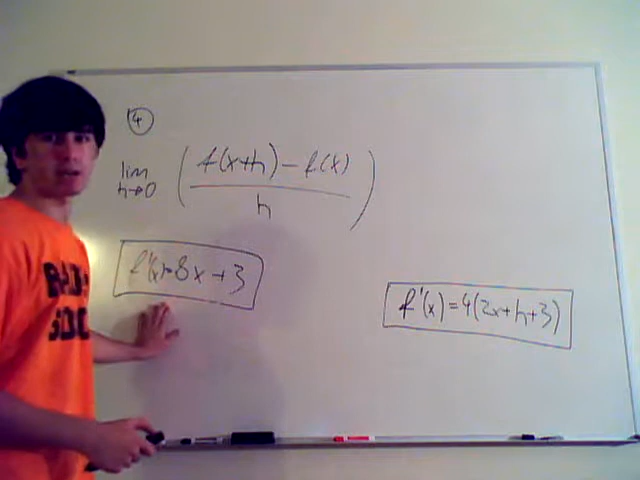 4
lim h→0 ( f(x+h) - f(x) / h )
f'(x)=8x+3
f'(x)=4(2x+h+3)